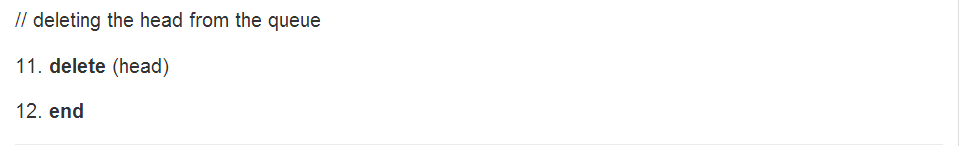 // deleting the head from the queue
11. delete (head)
12. end